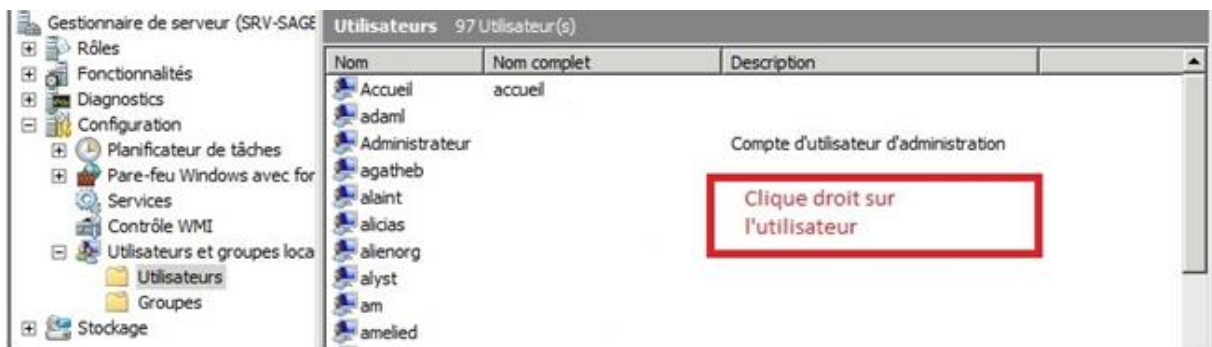 Gestionnaire de serveur (SRV-SAGE
Rôles
Fonctionnalités
Diagnostics
Configuration
Planificateur de tâches
Pare-feu Windows avec for
Services
Contrôle WMI
Utilisateurs et groupes loca
Utilisateurs
Groupes
Stockage
Utilisateurs 97 Utilisateur(s)
Nom Nom complet Description
Accueil accueil
adaml
Administrateur Compte d'utilisateur d'administration
agatheb
alaint
alicias
alienorg
alyst
am
amelied
Clique droit sur
l'utilisateur